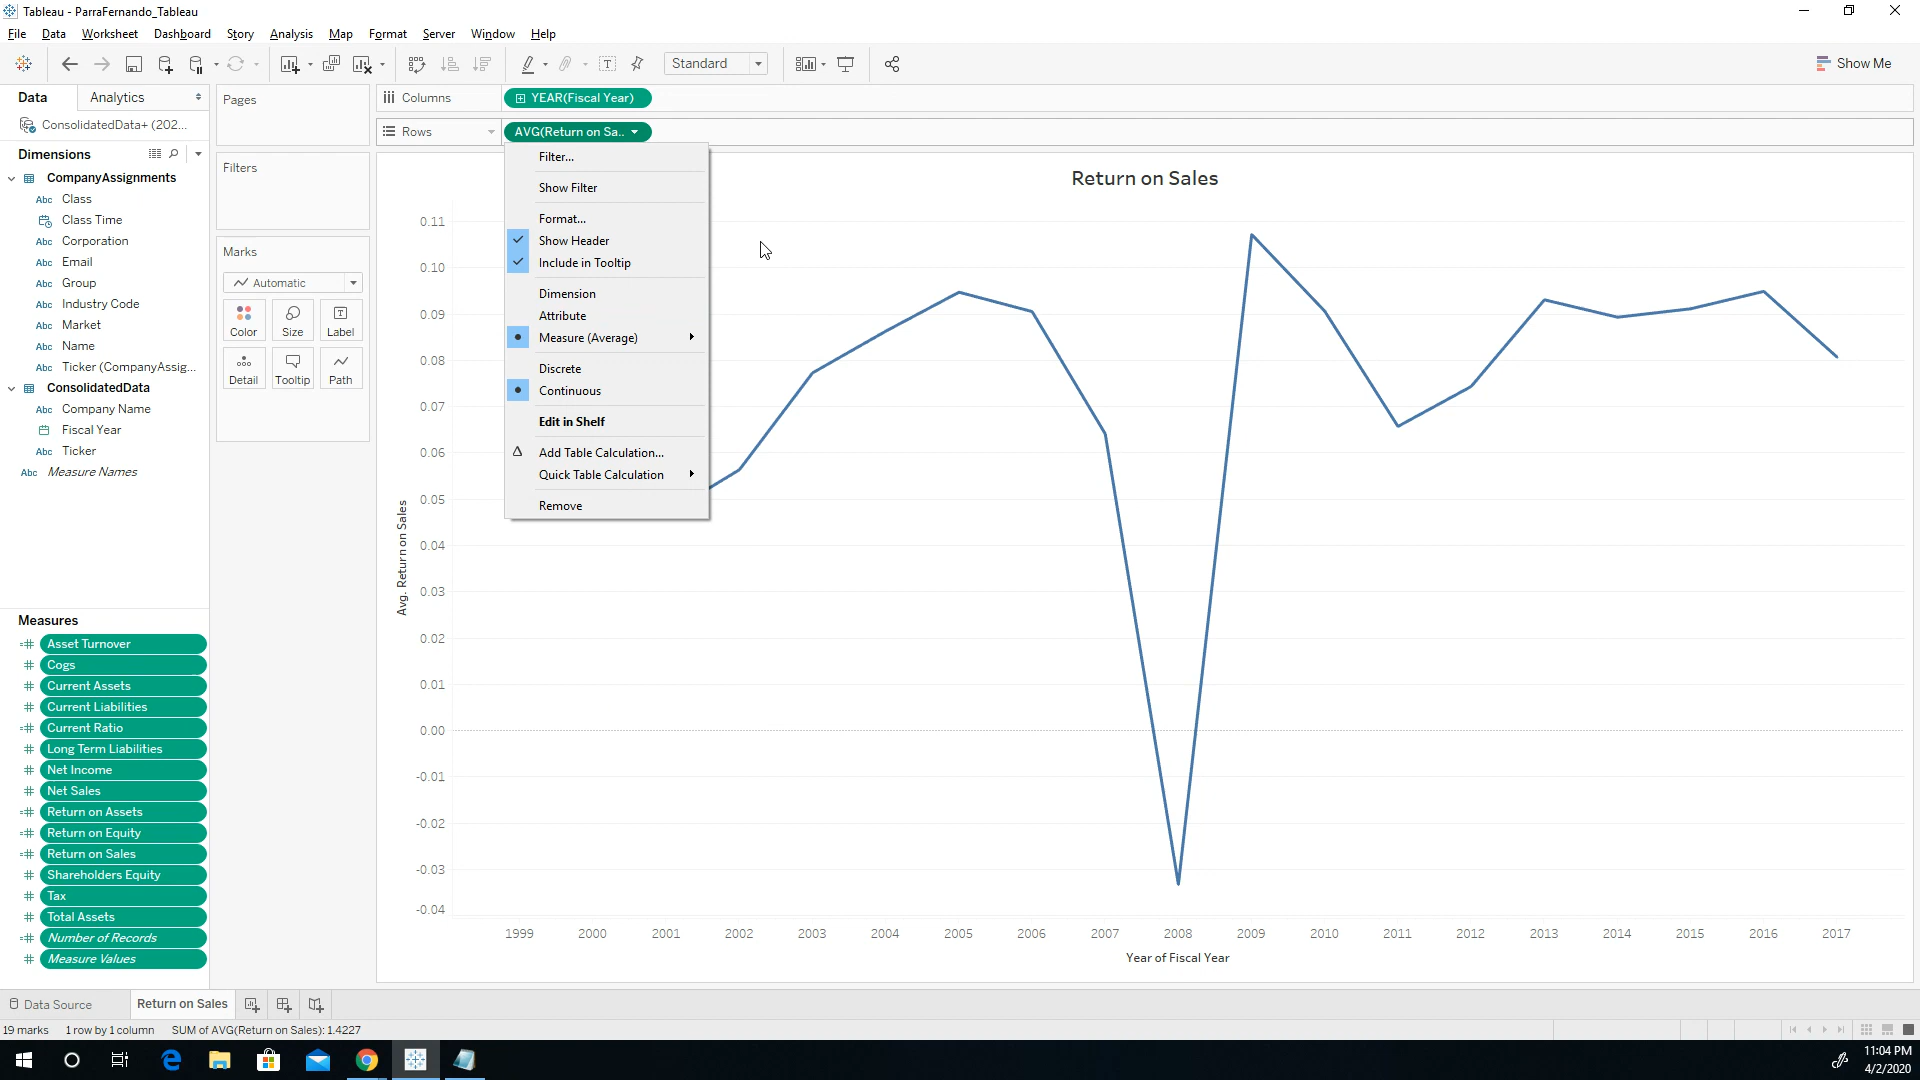 Tableau - ParraFernando_Tableau
File Data Worksheet Dashboard Story Analysis Map Format Server Window Help
Standard
Show Me
Data Analytics
ConsolidatedData+ (202...
Dimensions
CompanyAssignments
Abc Class
Class Time
Abc Corporation
Abc Email
Abc Group
Abc Industry Code
Abc Market
Abc Name
Abc Ticker (CompanyAssig...
ConsolidatedData
Abc Company Name
Fiscal Year
Abc Ticker
Abc Measure Names
Measures
=# Asset Turnover
# Cogs
# Current Assets
# Current Liabilities
=# Current Ratio
# Long Term Liabilities
# Net Income
# Net Sales
=# Return on Assets
=# Return on Equity
=# Return on Sales
# Shareholders Equity
# Tax
# Total Assets
=# Number of Records
# Measure Values
Pages
Filters
Marks
Automatic
Color Size Label
Detail Tooltip Path
Columns YEAR(Fiscal Year)
Rows AVG(Return on Sa..
Filter...
Show Filter
Format...
Show Header
Include in Tooltip
Dimension
Attribute
Measure (Average)
Discrete
Continuous
Edit in Shelf
Add Table Calculation...
Quick Table Calculation
Remove
Return on Sales
0.11
0.10
0.09
0.08
0.07
0.06
0.05
0.04
0.03
0.02
0.01
0.00
-0.01
-0.02
-0.03
-0.04
Avg. Return on Sales
1999 2000 2001 2002 2003 2004 2005 2006 2007 2008 2009 2010 2011 2012 2013 2014 2015 2016 2017
Year of Fiscal Year
Data Source Return on Sales
19 marks 1 row by 1 column SUM of AVG(Return on Sales): 1.4227
11:04 PM
4/2/2020